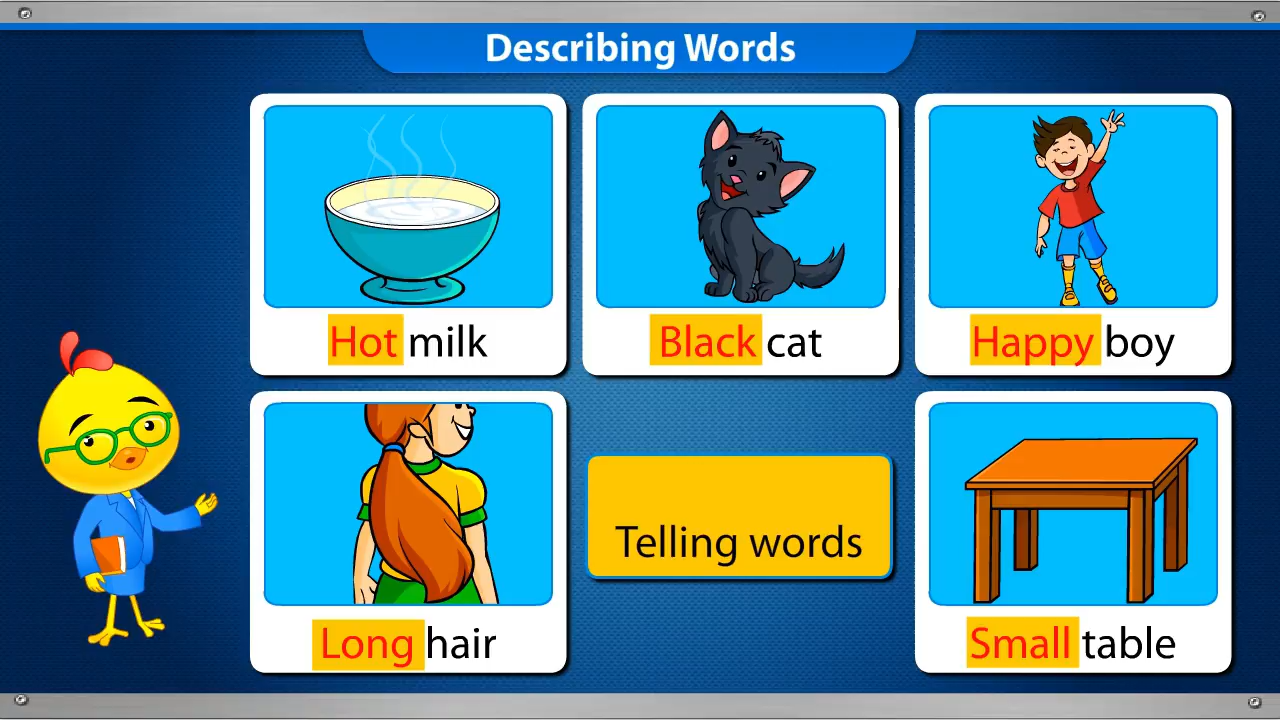 Describing Words
Hot milk
Black cat
Happy boy
Long hair
Telling words
Small table